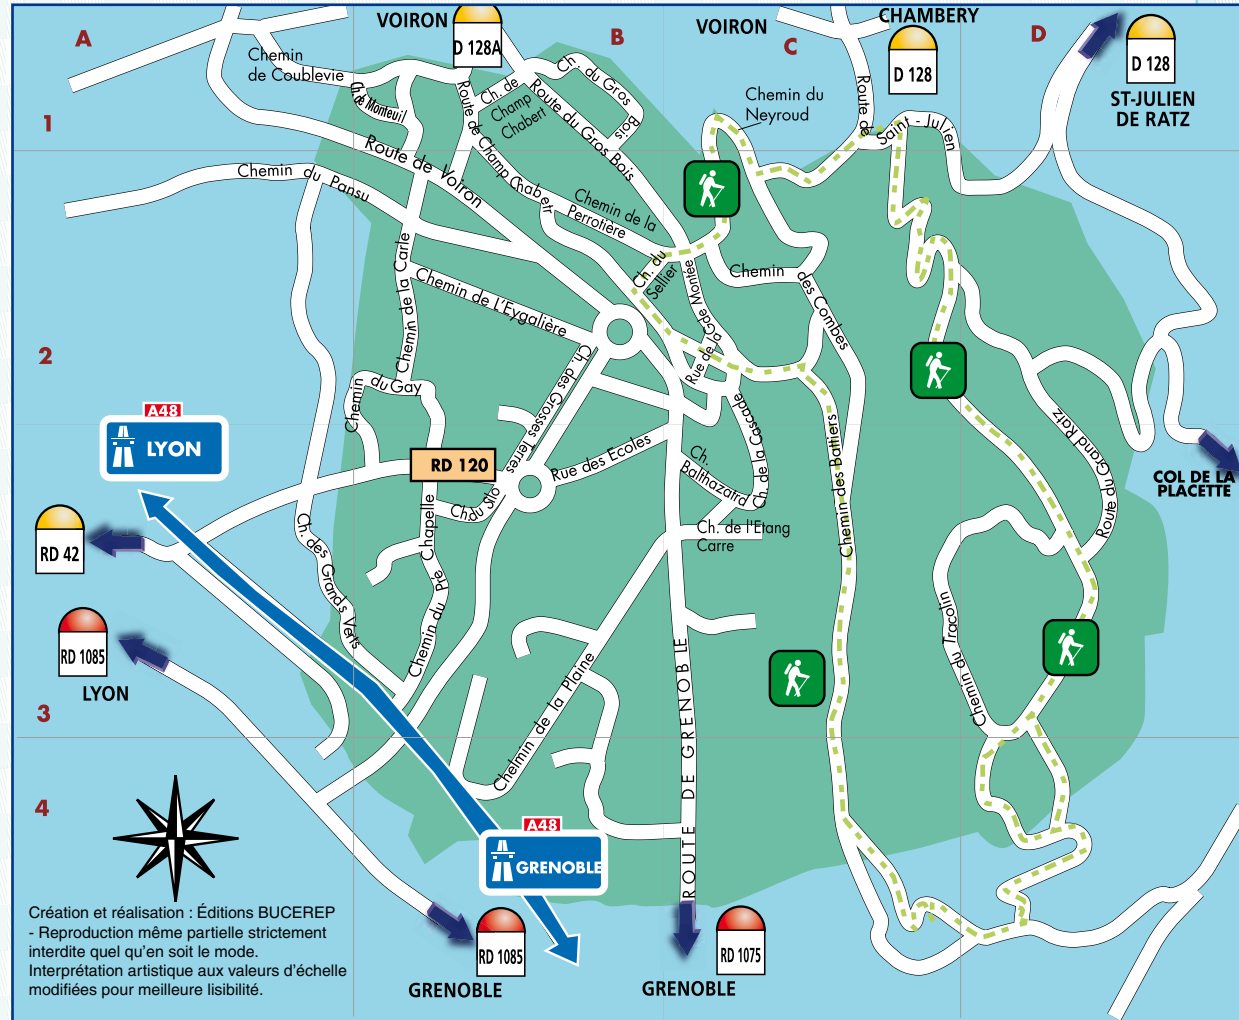 A
VOIRON
D 128A
B
VOIRON
C
CHAMBERY
D 128
D
D 128
ST-JULIEN
DE RATZ
Chemin
de Coublevie
Ch. de Monteuil
Route de Champ Chabetr
Ch. de
Champ
Chabert
Ch. du Gros
Bois
Route du Gros Bois
Chemin du
Neyroud
Route de
Saint - Julien
1
Route de Voiron
Chemin du Pansu
Chemin de la
Perrotière
Ch. du
Sellier
Chemin
des Combes
Chemin de la Carle
Chemin de L'Eygalière
Rue de la Gde Montée
2
Chemin
du Gay
Ch. des Grosses Terres
A48
LYON
RD 120
Rue des Ecoles
Ch.
Balthazard
Ch. de la Cascade
Chemin des Battiers
Route du Grand Ratz
COL DE LA
PLACETTE
Ch.du Slo
Ch. de l'Etang
Carre
RD 42
Ch. des Grands Verts
Chemin du Pré Chapelle
Chemin du Tracolin
RD 1085
LYON
3
Chelmin de la Plaine
ROUTE DE GRENOBLE
4
A48
GRENOBLE
Création et réalisation : Éditions BUCEREP
- Reproduction même partielle strictement
interdite quel qu'en soit le mode.
Interprétation artistique aux valeurs d'échelle
modifiées pour meilleure lisibilité.
RD 1085
GRENOBLE
RD 1075
GRENOBLE